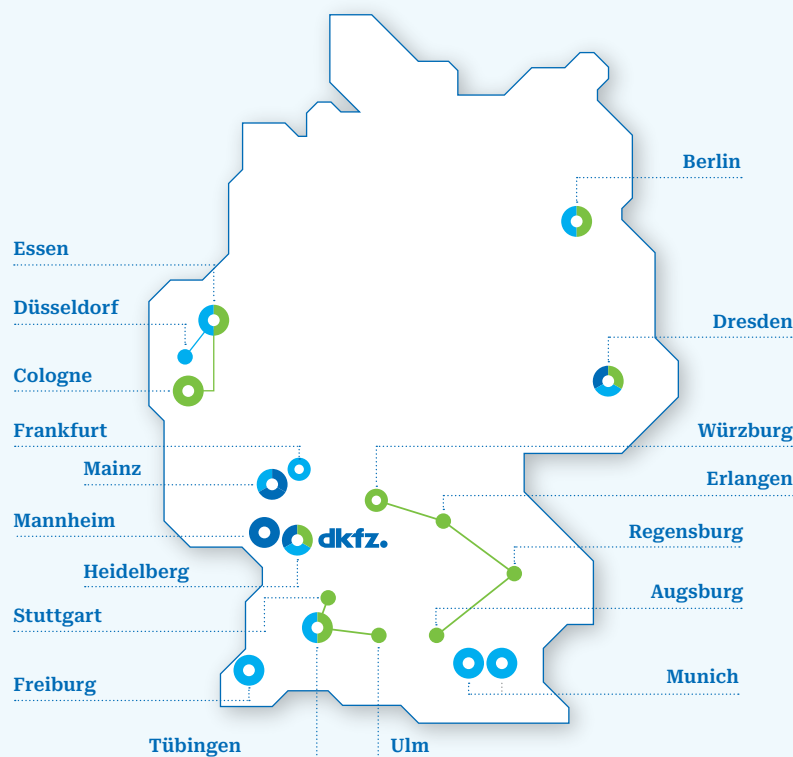 Berlin
Essen
Düsseldorf
Dresden
Cologne
Frankfurt
Würzburg
Mainz
Erlangen
Mannheim
dkfz.
Regensburg
Heidelberg
Augsburg
Stuttgart
Munich
Freiburg
Tübingen
Ulm